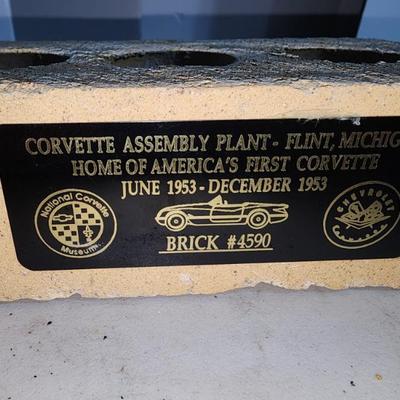 CORVETTE ASSEMBLY PLANT - FLINT, MICHIG
HOME OF AMERICA'S FIRST CORVETTE
JUNE 1953 - DECEMBER 1953
National Corvette
Museum
CHEVROLET
BRICK #4590